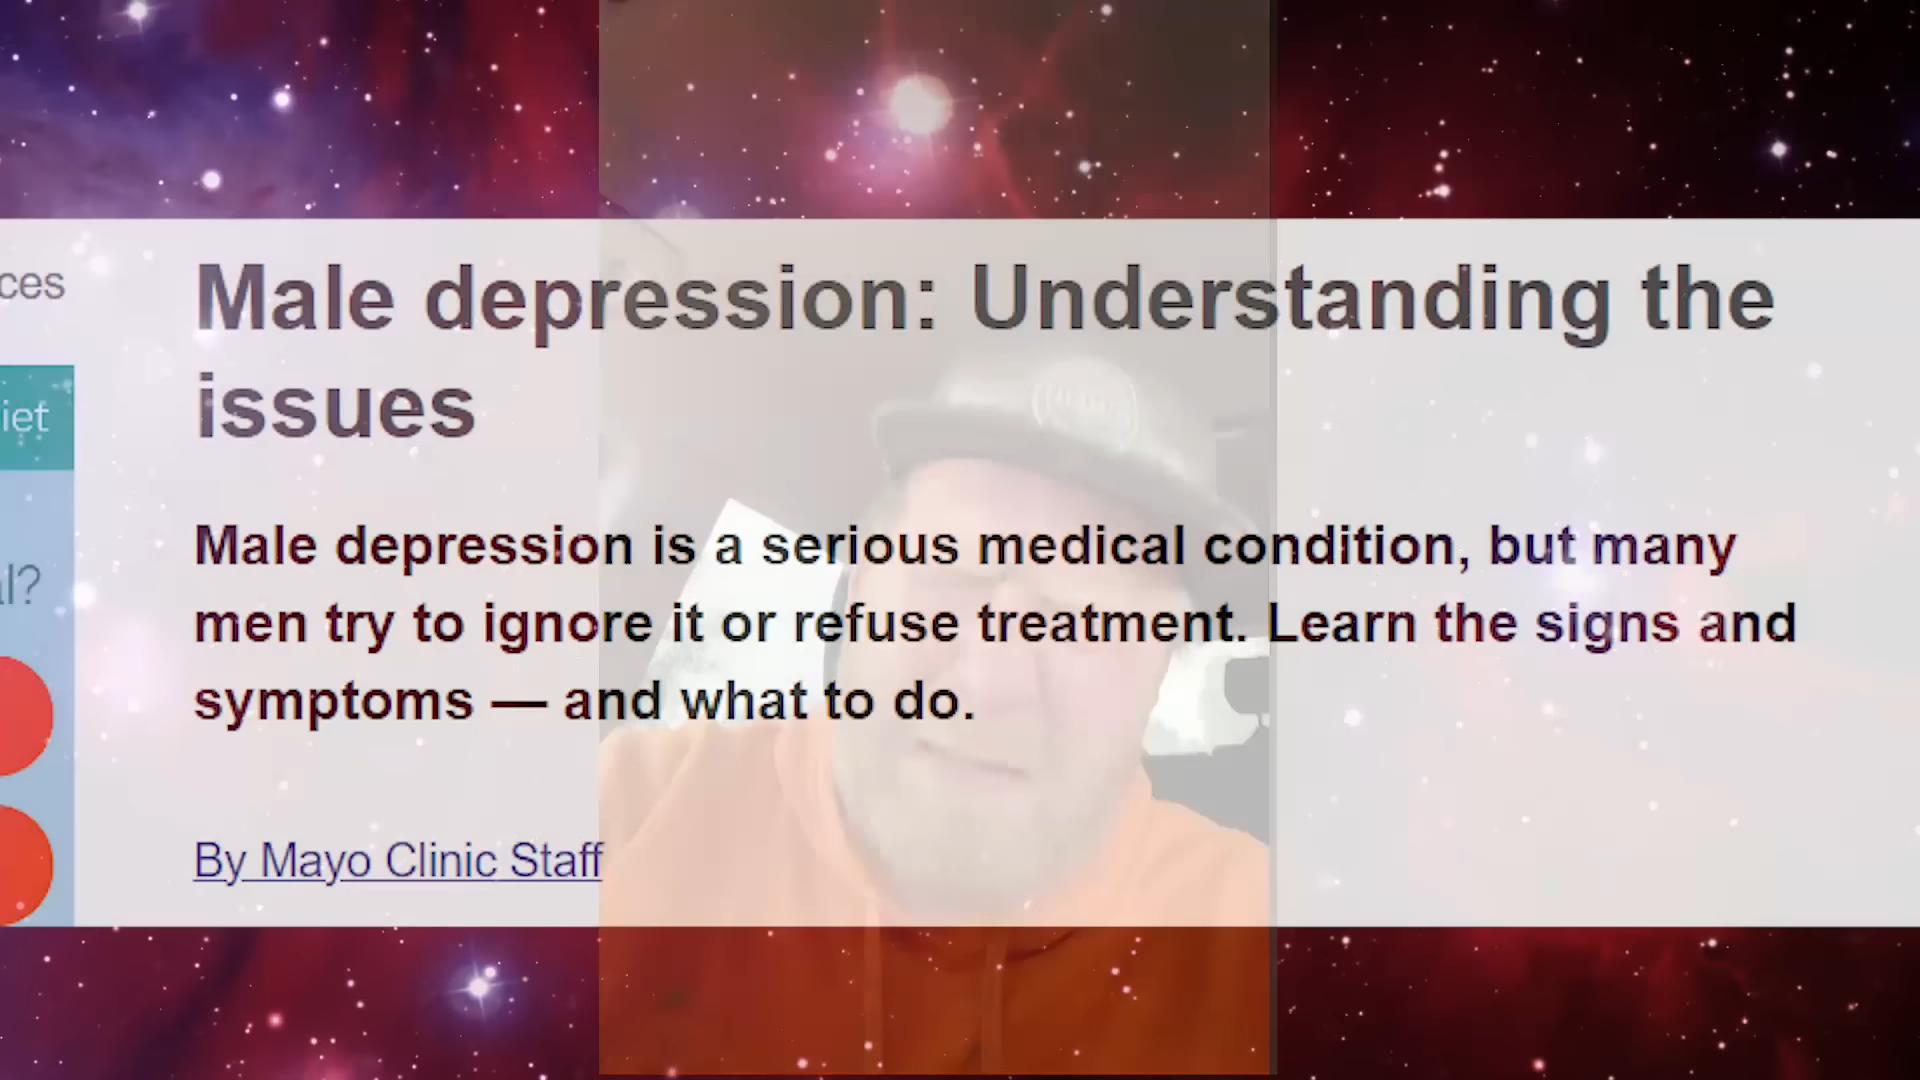 ces
Male depression: Understanding the
issues
iet
Male depression is a serious medical condition, but many
al?
men try to ignore it or refuse treatment. Learn the signs and
symptoms — and what to do.
By Mayo Clinic Staff